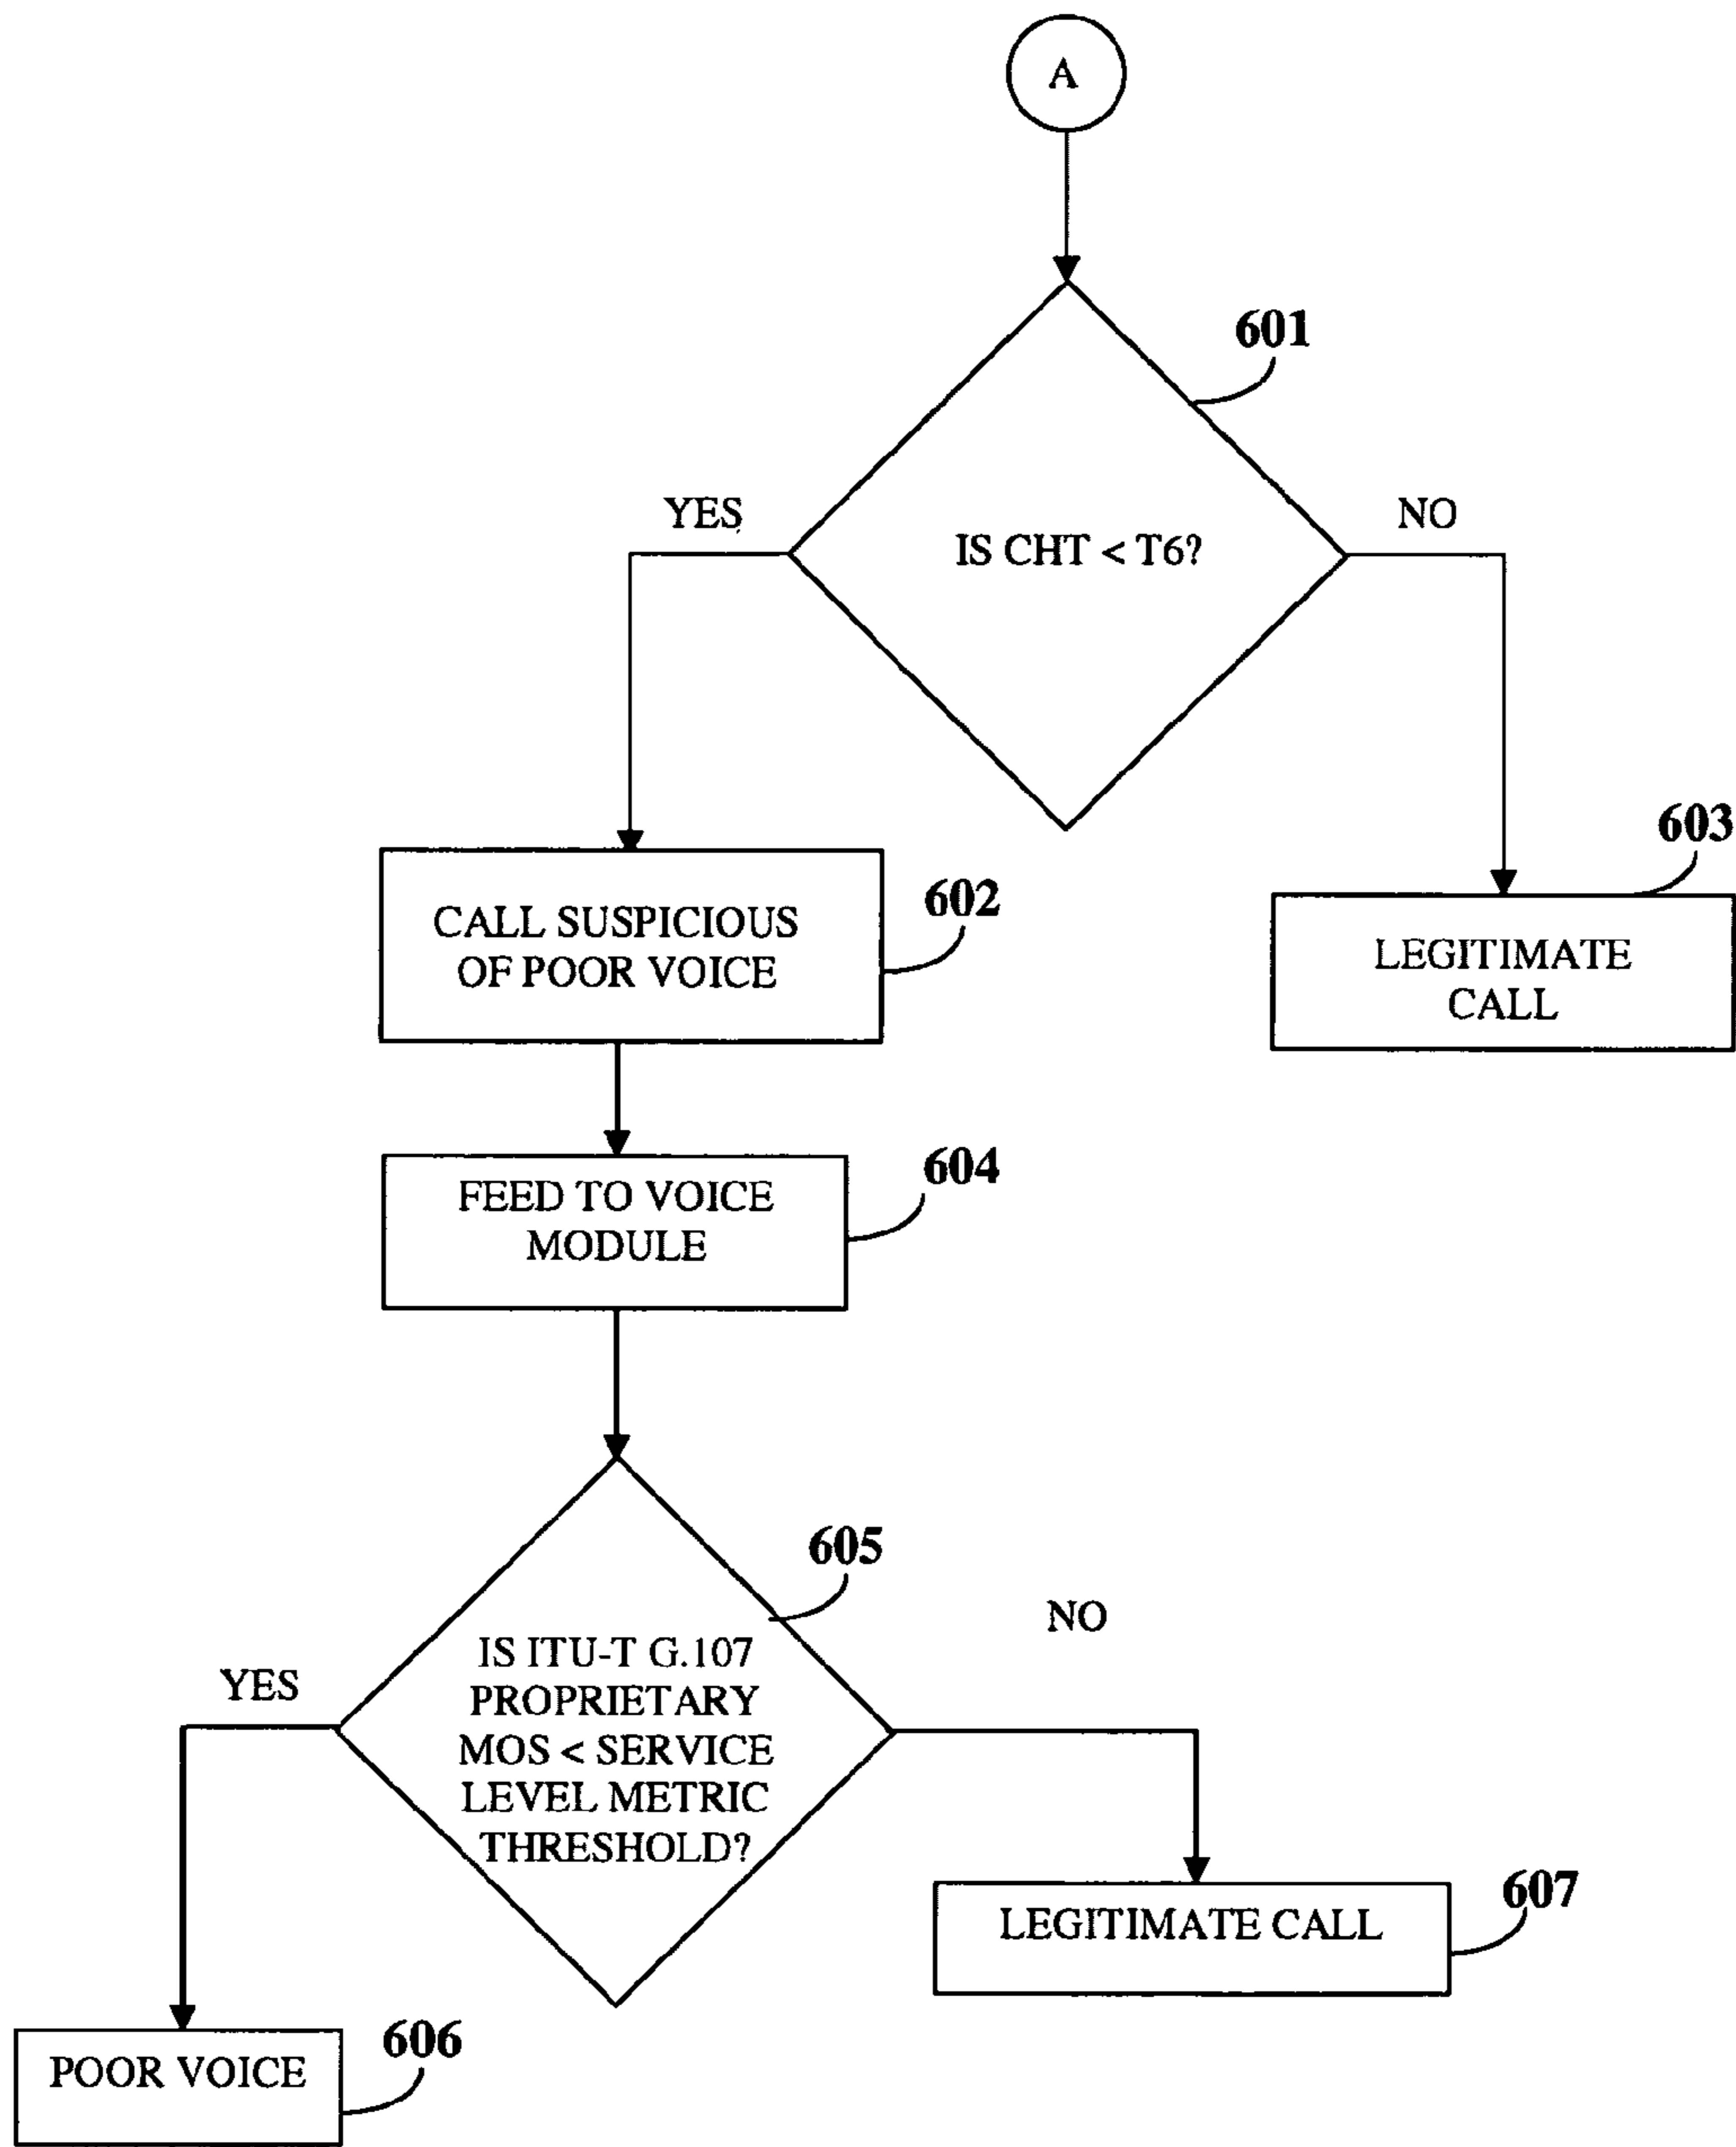 A
601
YES
IS CHT < T6?
NO
603
602
CALL SUSPICIOUS
OF POOR VOICE
LEGITIMATE
CALL
604
FEED TO VOICE
MODULE
605
NO
YES
IS ITU-T G.107
PROPRIETARY
MOS < SERVICE
LEVEL METRIC
THRESHOLD?
607
LEGITIMATE CALL
606
POOR VOICE